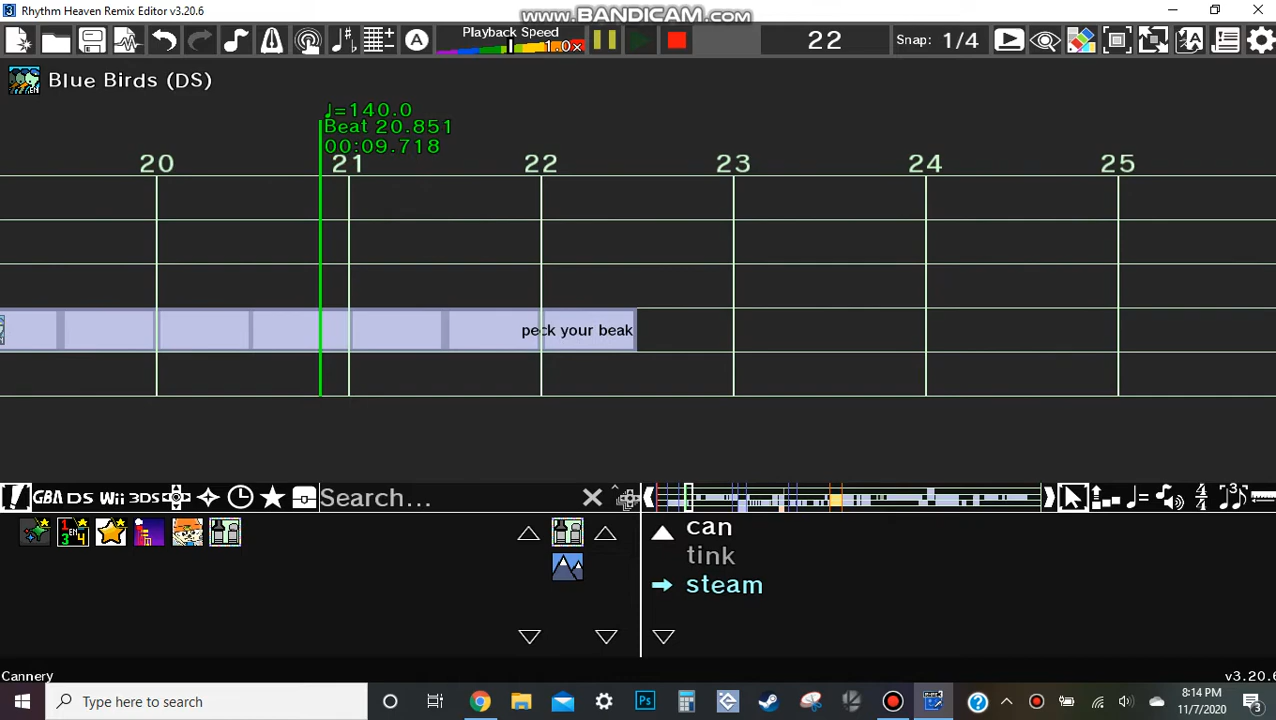 Rhythm Heaven Remix Editor v3.20.6
www.BANDICAM.com
Playback Speed
1.0x
22
Snap: 1/4
Blue Birds (DS)
♩=140.0
Beat 20.851
00:09.718
20 21 22 23 24 25
peck your beak
GBA DS Wii 3DS
Search...
can
tink
steam
Cannery
v3.20.6
Type here to search
8:14 PM
11/7/2020